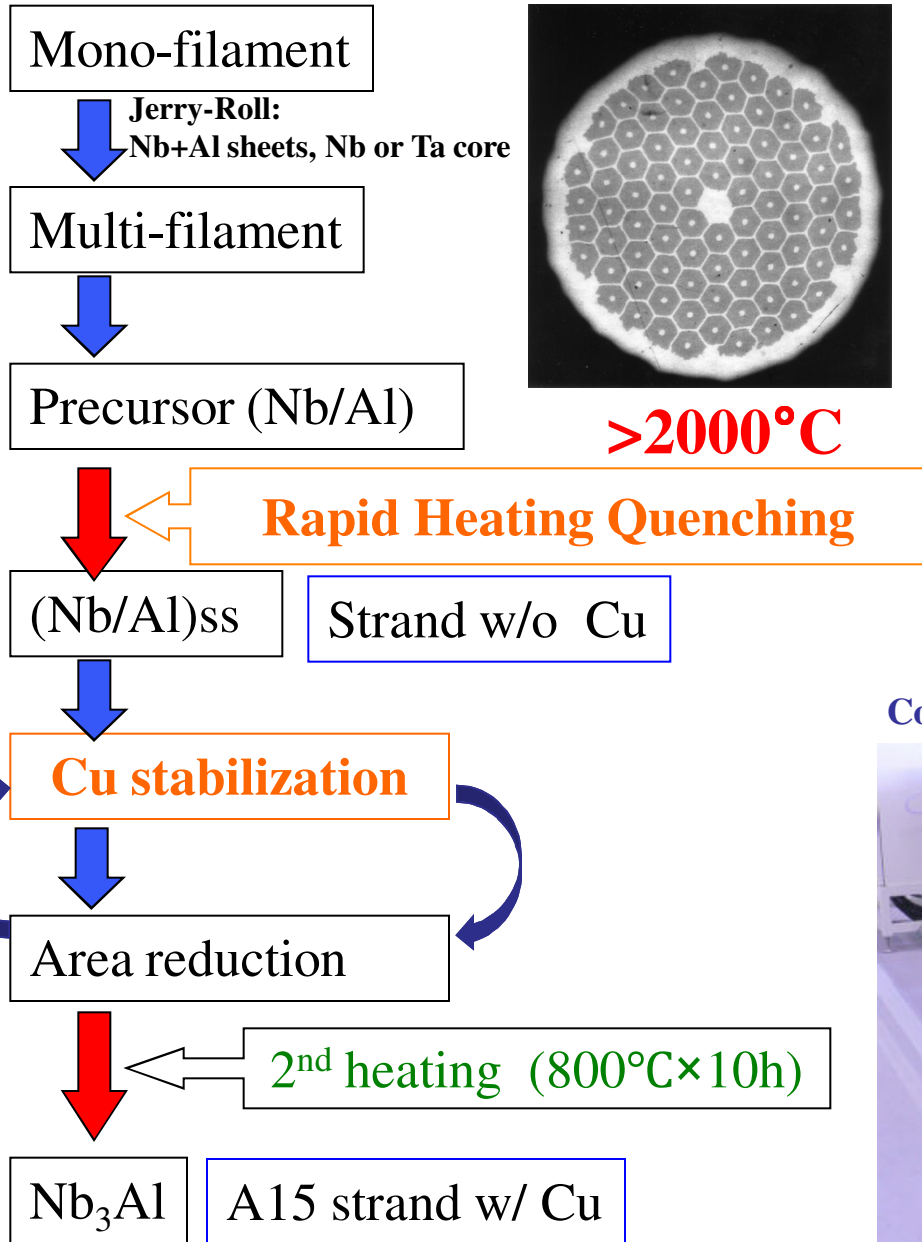 Mono-filament
Jerry-Roll:
Nb+Al sheets, Nb or Ta core
Multi-filament
Precursor (Nb/Al)
>2000°C
Rapid Heating Quenching
(Nb/Al)ss
Strand w/o Cu
Co
Cu stabilization
Area reduction
2nd heating (800℃×10h)
Nb₃Al
A15 strand w/ Cu